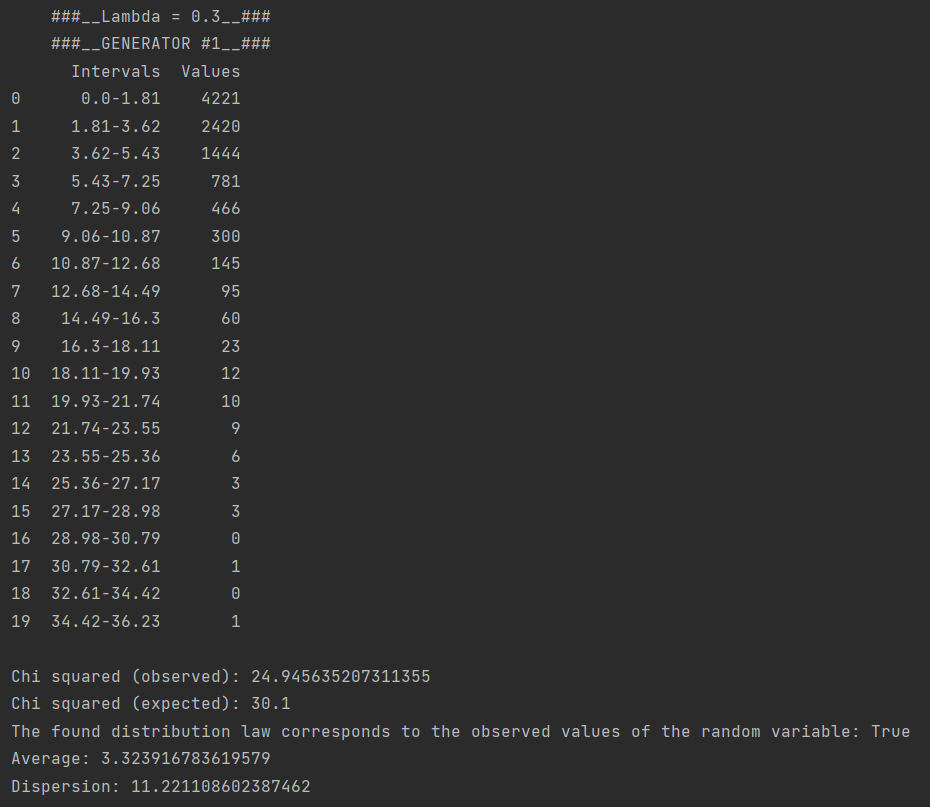 ###__Lambda = 0.3__###
###__GENERATOR #1__###
Intervals Values
0 0.0-1.81 4221
1 1.81-3.62 2420
2 3.62-5.43 1444
3 5.43-7.25 781
4 7.25-9.06 466
5 9.06-10.87 300
6 10.87-12.68 145
7 12.68-14.49 95
8 14.49-16.3 60
9 16.3-18.11 23
10 18.11-19.93 12
11 19.93-21.74 10
12 21.74-23.55 9
13 23.55-25.36 6
14 25.36-27.17 3
15 27.17-28.98 3
16 28.98-30.79 0
17 30.79-32.61 1
18 32.61-34.42 0
19 34.42-36.23 1
Chi squared (observed): 24.945635207311355
Chi squared (expected): 30.1
The found distribution law corresponds to the observed values of the random variable: True
Average: 3.323916783619579
Dispersion: 11.221108602387462